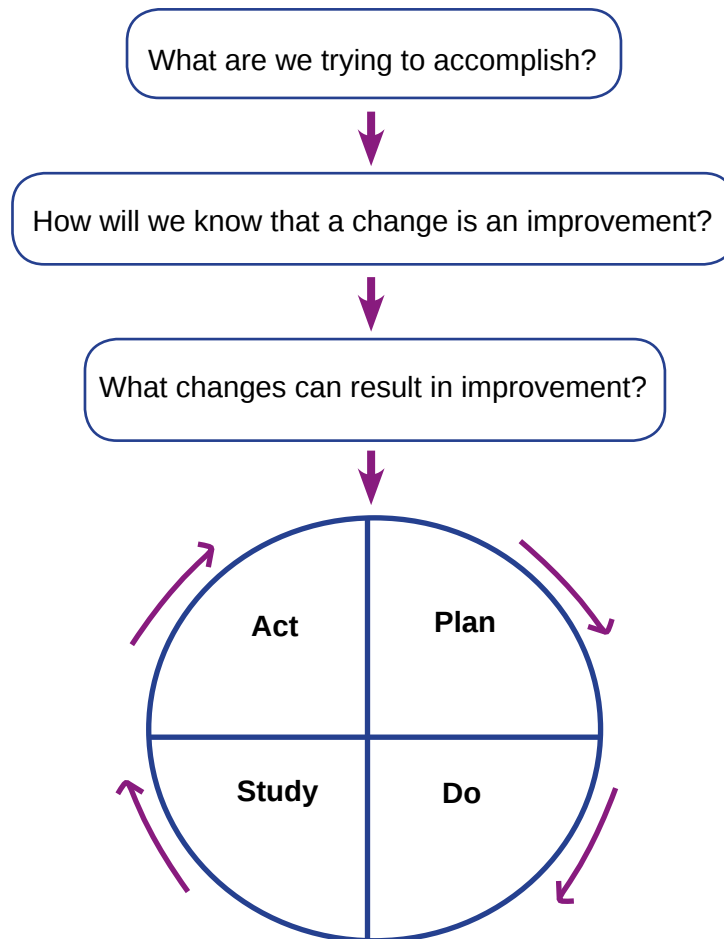 What are we trying to accomplish?
How will we know that a change is an improvement?
What changes can result in improvement?
Act
Plan
Study
Do